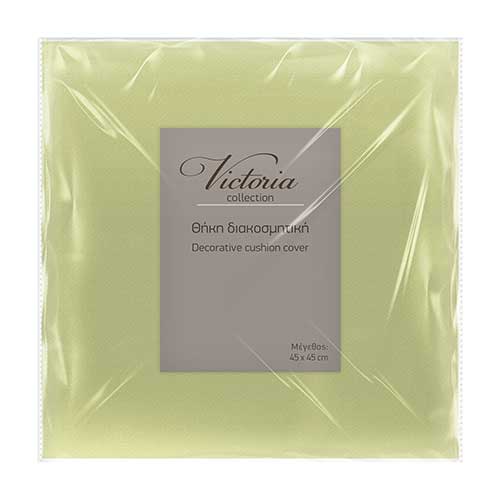 Victoria
collection
Θήκη διακοσμητική
Decorative cushion cover
Μέγεθος:
45 x 45 cm